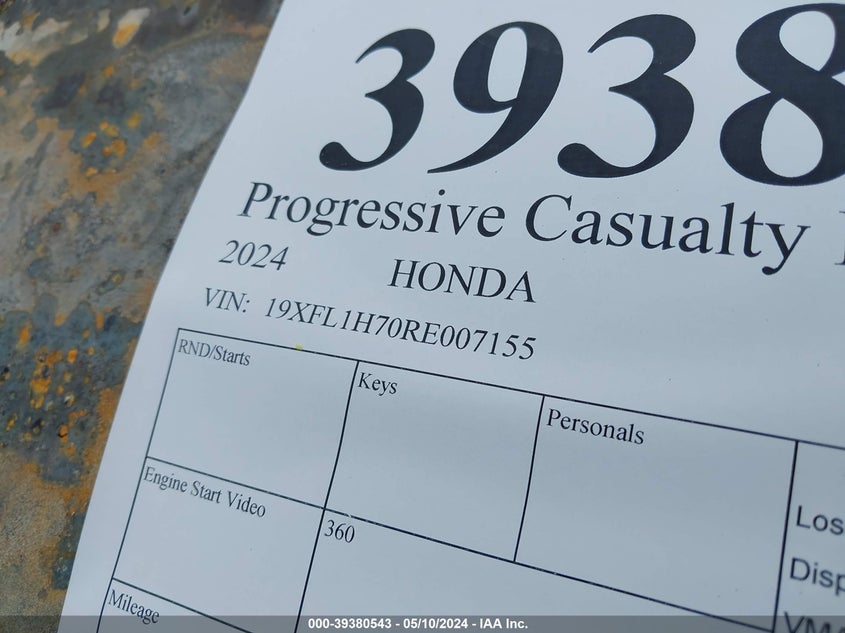 3938
Progressive Casualty
2024 HONDA
VIN: 19XFL1H70RE007155
RND/Starts
Keys
Personals
Engine Start Video
360
Mileage
000-39380543 - 05/10/2024 - IAA Inc.